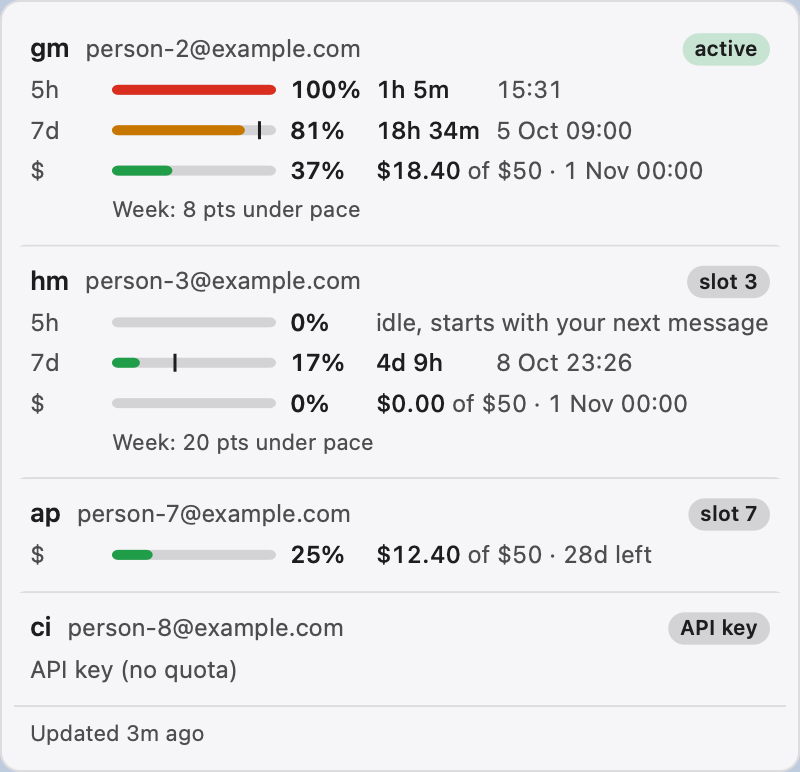 gm person-2@example.com active
5h 100% 1h 5m 15:31
7d 81% 18h 34m 5 Oct 09:00
$ 37% $18.40 of $50 · 1 Nov 00:00
Week: 8 pts under pace
hm person-3@example.com slot 3
5h 0% idle, starts with your next message
7d 17% 4d 9h 8 Oct 23:26
$ 0% $0.00 of $50 · 1 Nov 00:00
Week: 20 pts under pace
ap person-7@example.com slot 7
$ 25% $12.40 of $50 · 28d left
ci person-8@example.com API key
API key (no quota)
Updated 3m ago